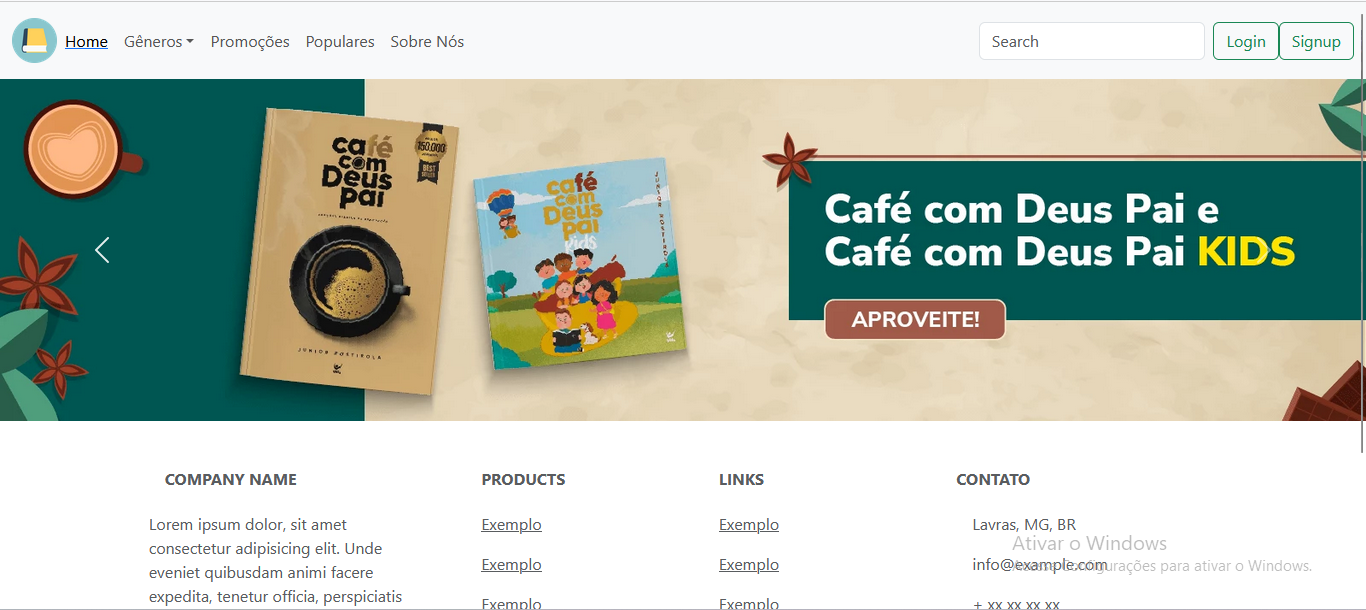 Home Gêneros Promoções Populares Sobre Nós Search Login Signup
café
com
Deus
pai
150.000
BEST
SELLER
JUNIOR ROSTIROLA
café
com
Deus
pai
kids
JUNIOR ROSTIROLA
Café com Deus Pai e
Café com Deus Pai KIDS
APROVEITE!
COMPANY NAME
Lorem ipsum dolor, sit amet
consectetur adipisicing elit. Unde
eveniet quibusdam animi facere
expedita, tenetur officia, perspiciatis
PRODUCTS
Exemplo
Exemplo
Exemplo
LINKS
Exemplo
Exemplo
Exemplo
CONTATO
Lavras, MG, BR
info@example.com
+ xx xx xx xx
Ativar o Windows
Acesse Configurações para ativar o Windows.